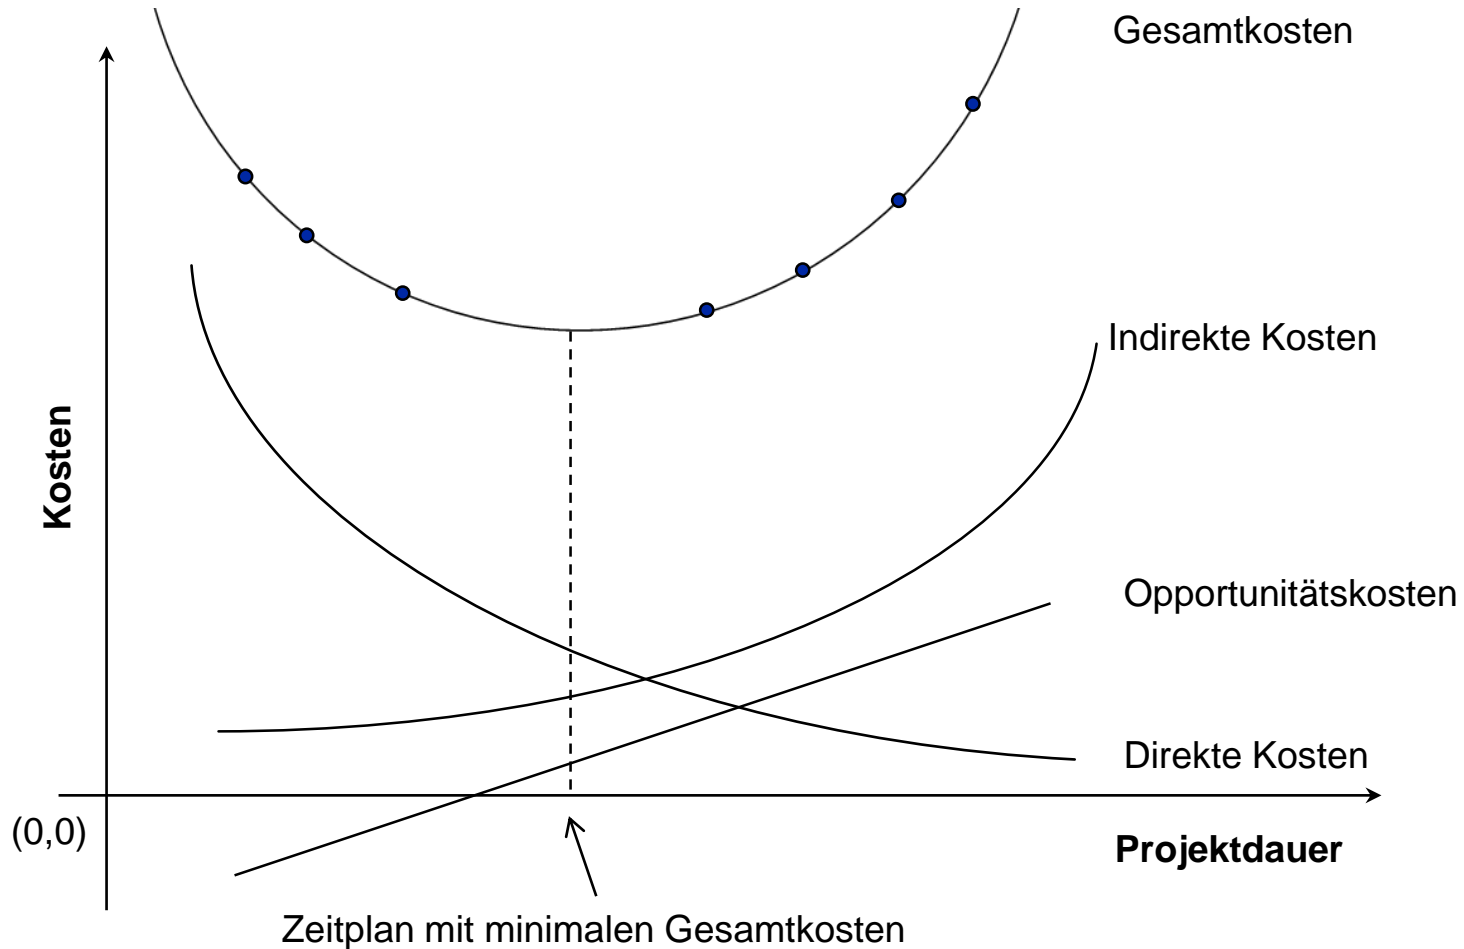 Gesamtkosten
Indirekte Kosten
Kosten
Opportunitätskosten
Direkte Kosten
(0,0)
Projektdauer
Zeitplan mit minimalen Gesamtkosten